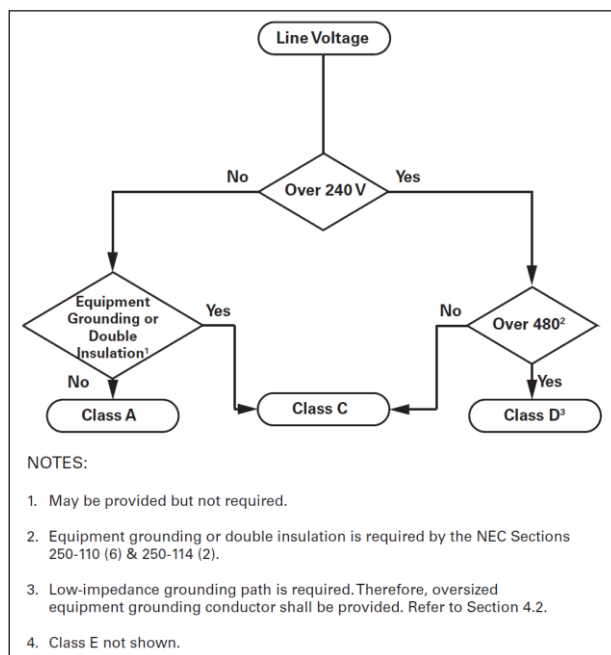 Line Voltage
No
Over 240 V
Yes
Equipment
Grounding or
Double
Insulation¹
Yes
No
Over 480²
No
Class A
Class C
Yes
Class D³
NOTES:
1. May be provided but not required.
2. Equipment grounding or double insulation is required by the NEC Sections
250-110 (6) & 250-114 (2).
3. Low-impedance grounding path is required. Therefore, oversized
equipment grounding conductor shall be provided. Refer to Section 4.2.
4. Class E not shown.